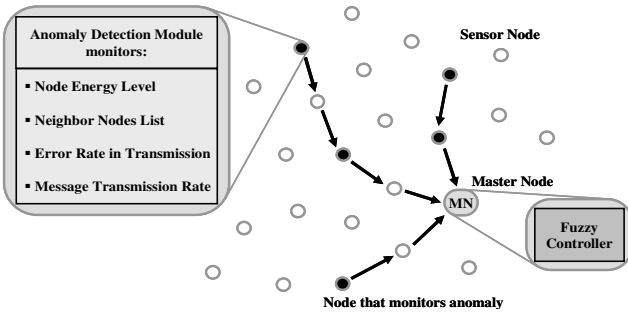 Anomaly Detection Module
monitors:
▪ Node Energy Level
▪ Neighbor Nodes List
▪ Error Rate in Transmission
▪ Message Transmission Rate
Sensor Node
Master Node
MN
Fuzzy
Controller
Node that monitors anomaly